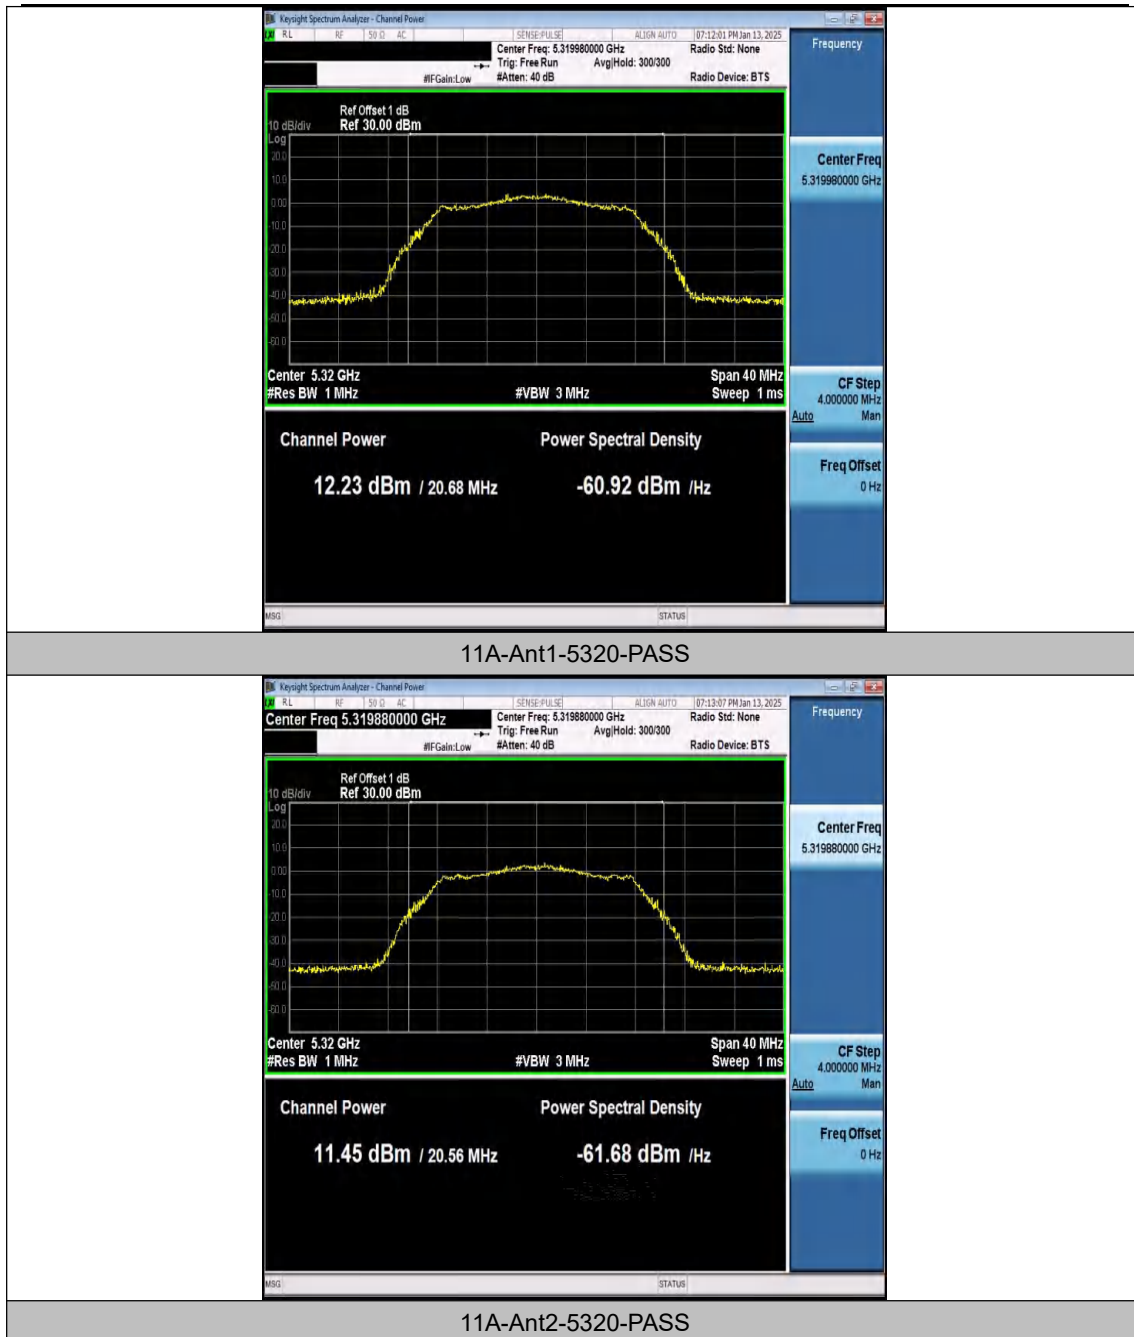 Keysight Spectrum Analyzer - Channel Power
RL RF 50 Ω AC SENSE:PULSE ALIGN AUTO 07:12:01 PM Jan 13, 2025
Center Freq: 5.319980000 GHz Radio Std: None
Trig: Free Run Avg|Hold: 300/300
#IFGain:Low #Atten: 40 dB Radio Device: BTS
Frequency
Ref Offset 1 dB
10 dB/div Ref 30.00 dBm
Log
20.0
10.0
0.00
-10.0
-20.0
-30.0
-40.0
-50.0
-60.0
Center 5.32 GHz Span 40 MHz
#Res BW 1 MHz #VBW 3 MHz Sweep 1 ms
Channel Power Power Spectral Density
12.23 dBm / 20.68 MHz -60.92 dBm /Hz
Center Freq
5.319980000 GHz
CF Step
4.000000 MHz
Auto Man
Freq Offset
0 Hz
MSG STATUS
11A-Ant1-5320-PASS
Keysight Spectrum Analyzer - Channel Power
RL RF 50 Ω AC SENSE:PULSE ALIGN AUTO 07:13:07 PM Jan 13, 2025
Center Freq 5.319880000 GHz Center Freq: 5.319880000 GHz Radio Std: None
Trig: Free Run Avg|Hold: 300/300
#IFGain:Low #Atten: 40 dB Radio Device: BTS
Frequency
Ref Offset 1 dB
10 dB/div Ref 30.00 dBm
Log
20.0
10.0
0.00
-10.0
-20.0
-30.0
-40.0
-50.0
-60.0
Center 5.32 GHz Span 40 MHz
#Res BW 1 MHz #VBW 3 MHz Sweep 1 ms
Channel Power Power Spectral Density
11.45 dBm / 20.56 MHz -61.68 dBm /Hz
Center Freq
5.319880000 GHz
CF Step
4.000000 MHz
Auto Man
Freq Offset
0 Hz
MSG STATUS
11A-Ant2-5320-PASS